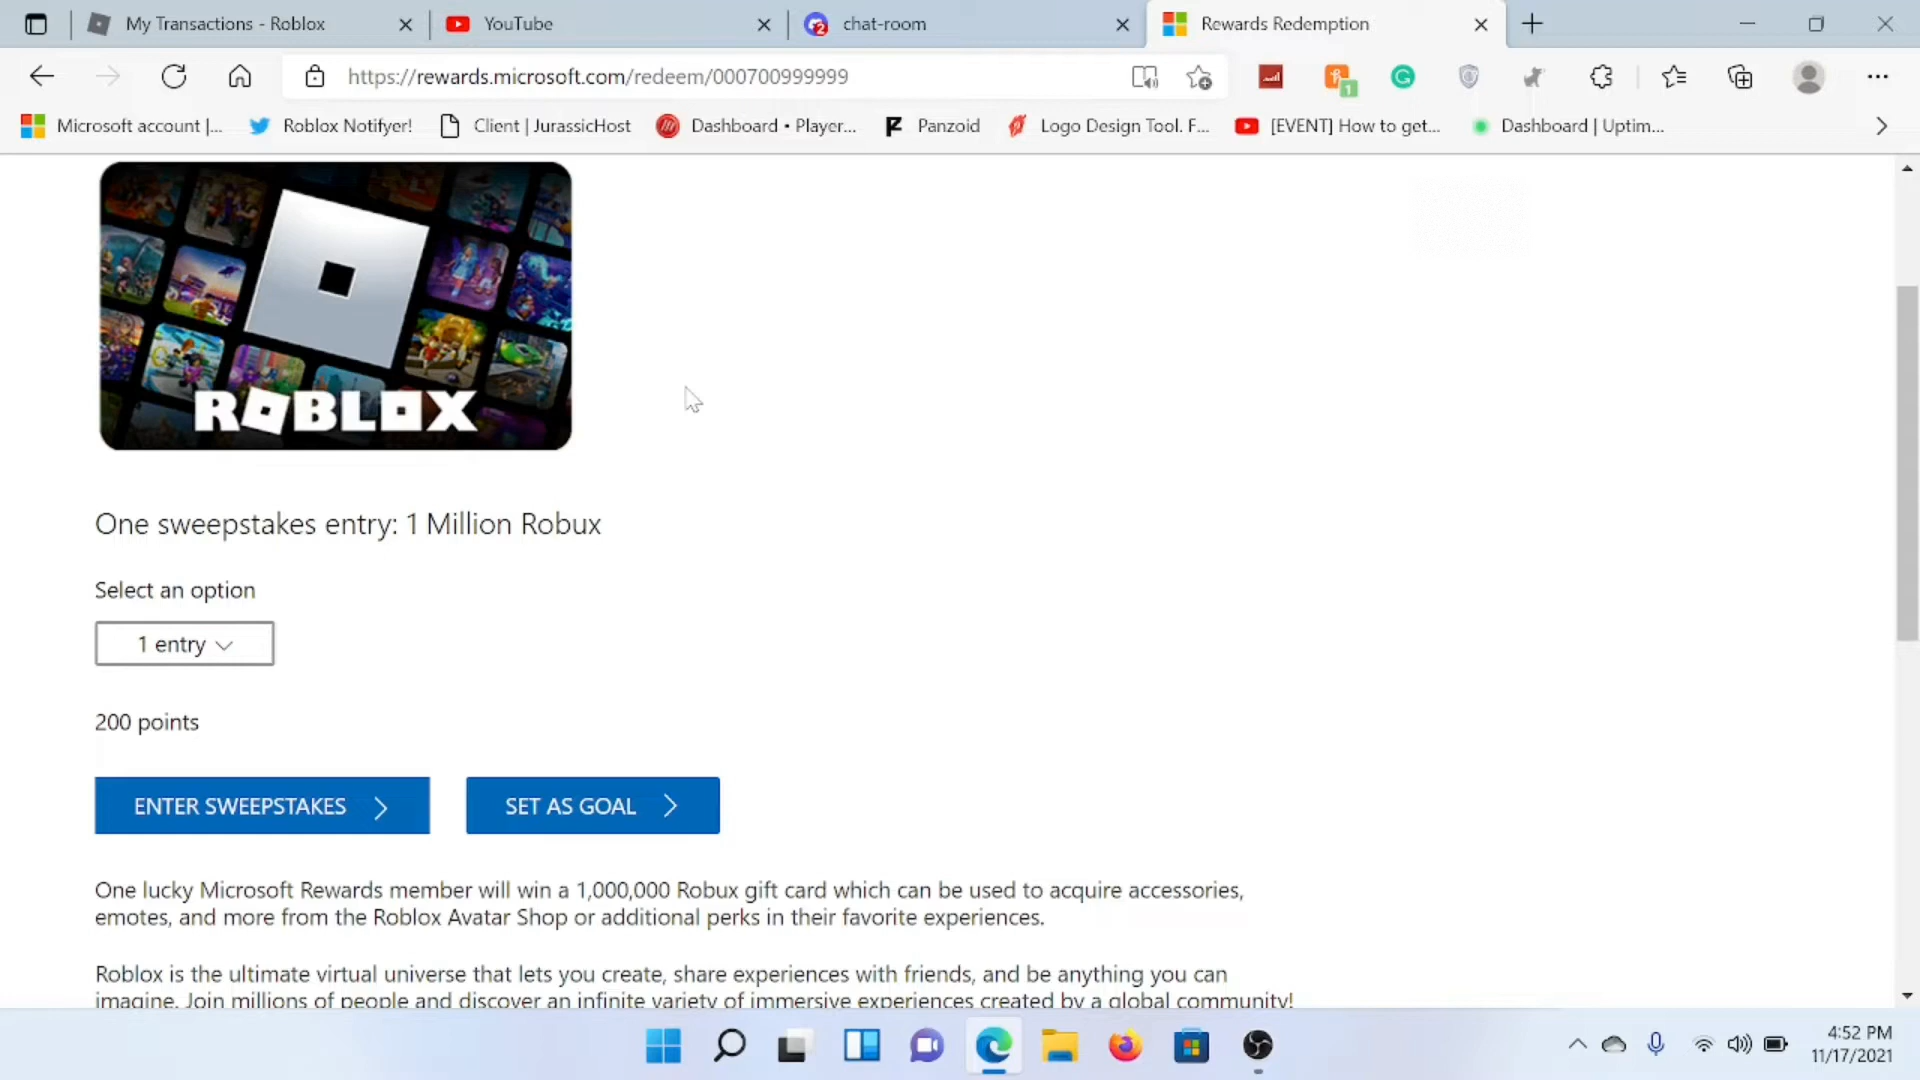 My Transactions - Roblox
YouTube
2
chat-room
Rewards Redemption
https://rewards.microsoft.com/redeem/000700999999
1
Microsoft account |...
Roblox Notifyer!
Client | JurassicHost
Dashboard • Player...
Panzoid
Logo Design Tool. F...
[EVENT] How to get...
Dashboard | Uptim...
ROBLOX
One sweepstakes entry: 1 Million Robux
Select an option
1 entry
200 points
ENTER SWEEPSTAKES
SET AS GOAL
One lucky Microsoft Rewards member will win a 1,000,000 Robux gift card which can be used to acquire accessories,
emotes, and more from the Roblox Avatar Shop or additional perks in their favorite experiences.
Roblox is the ultimate virtual universe that lets you create, share experiences with friends, and be anything you can
imagine. Join millions of people and discover an infinite variety of immersive experiences created by a global community!
4:52 PM
11/17/2021